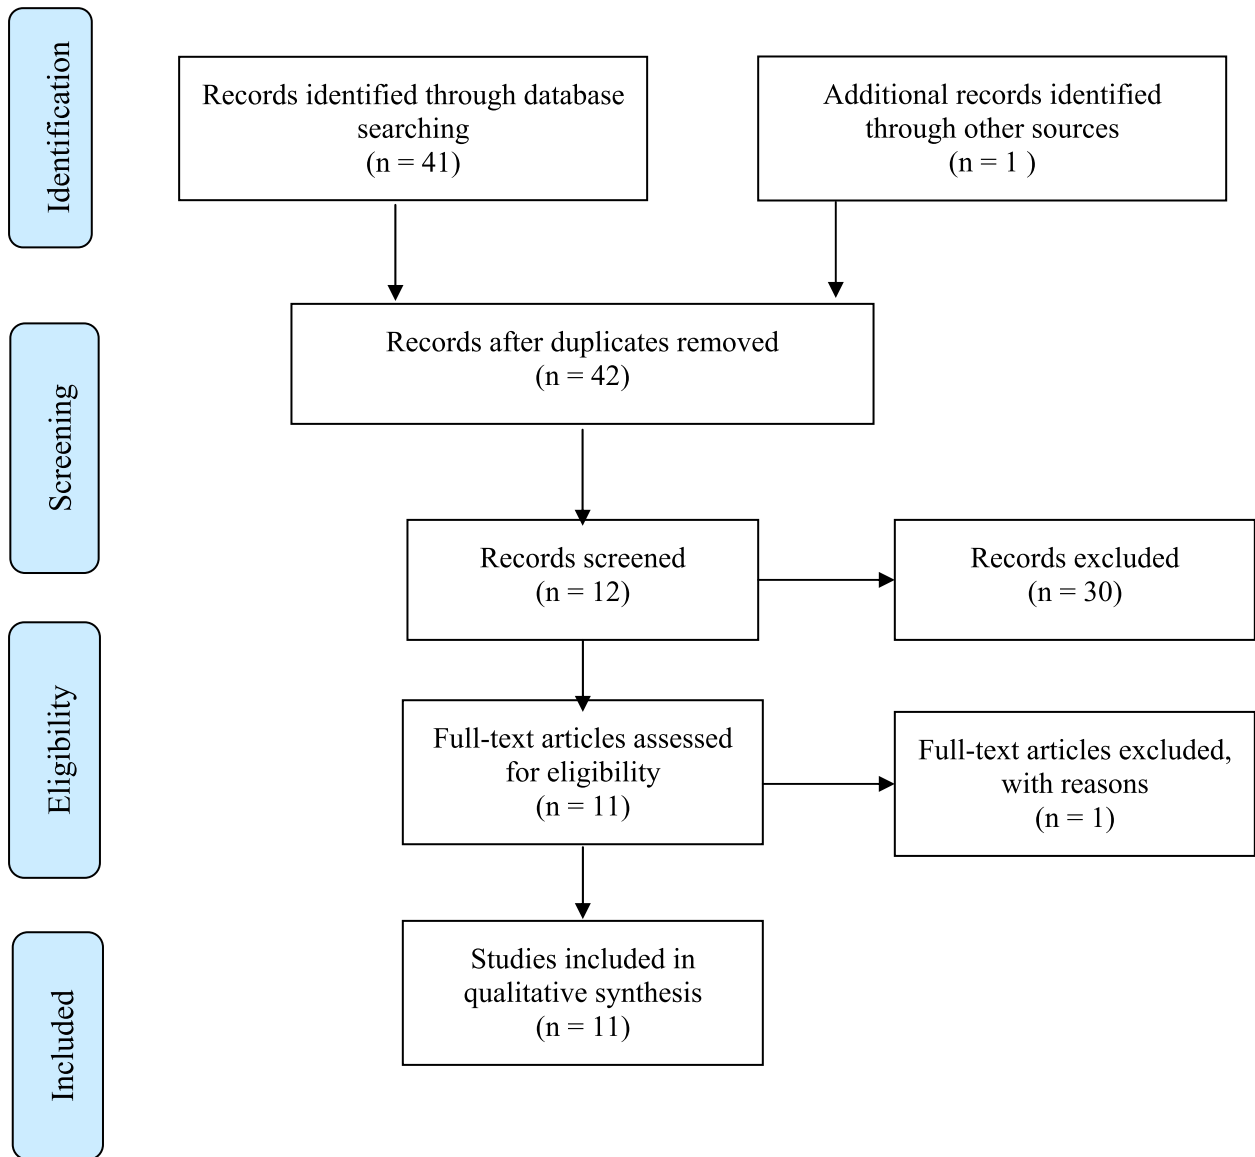 Identification
Records identified through database
searching
(n = 41)
Additional records identified
through other sources
(n = 1 )
Screening
Records after duplicates removed
(n = 42)
Records screened
(n = 12)
Records excluded
(n = 30)
Eligibility
Full-text articles assessed
for eligibility
(n = 11)
Full-text articles excluded,
with reasons
(n = 1)
Included
Studies included in
qualitative synthesis
(n = 11)